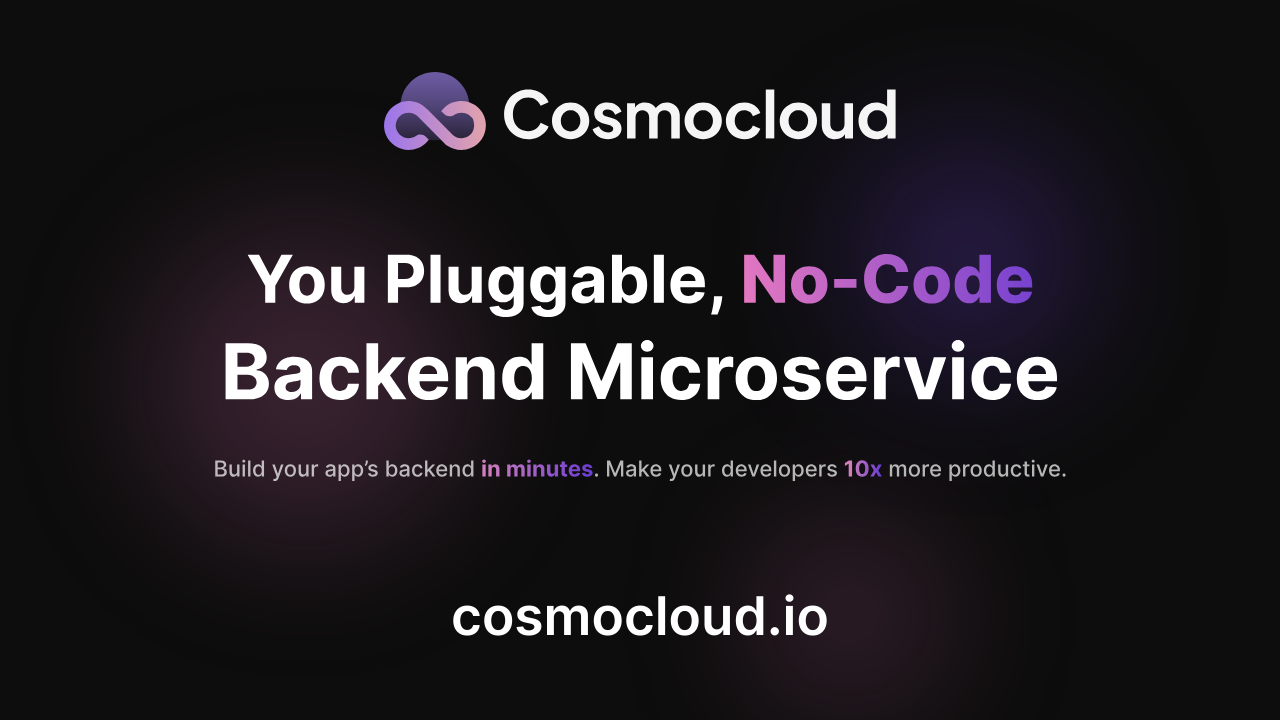 Cosmocloud
You Pluggable, No-Code
Backend Microservice
Build your app’s backend in minutes. Make your developers 10x more productive.
cosmocloud.io